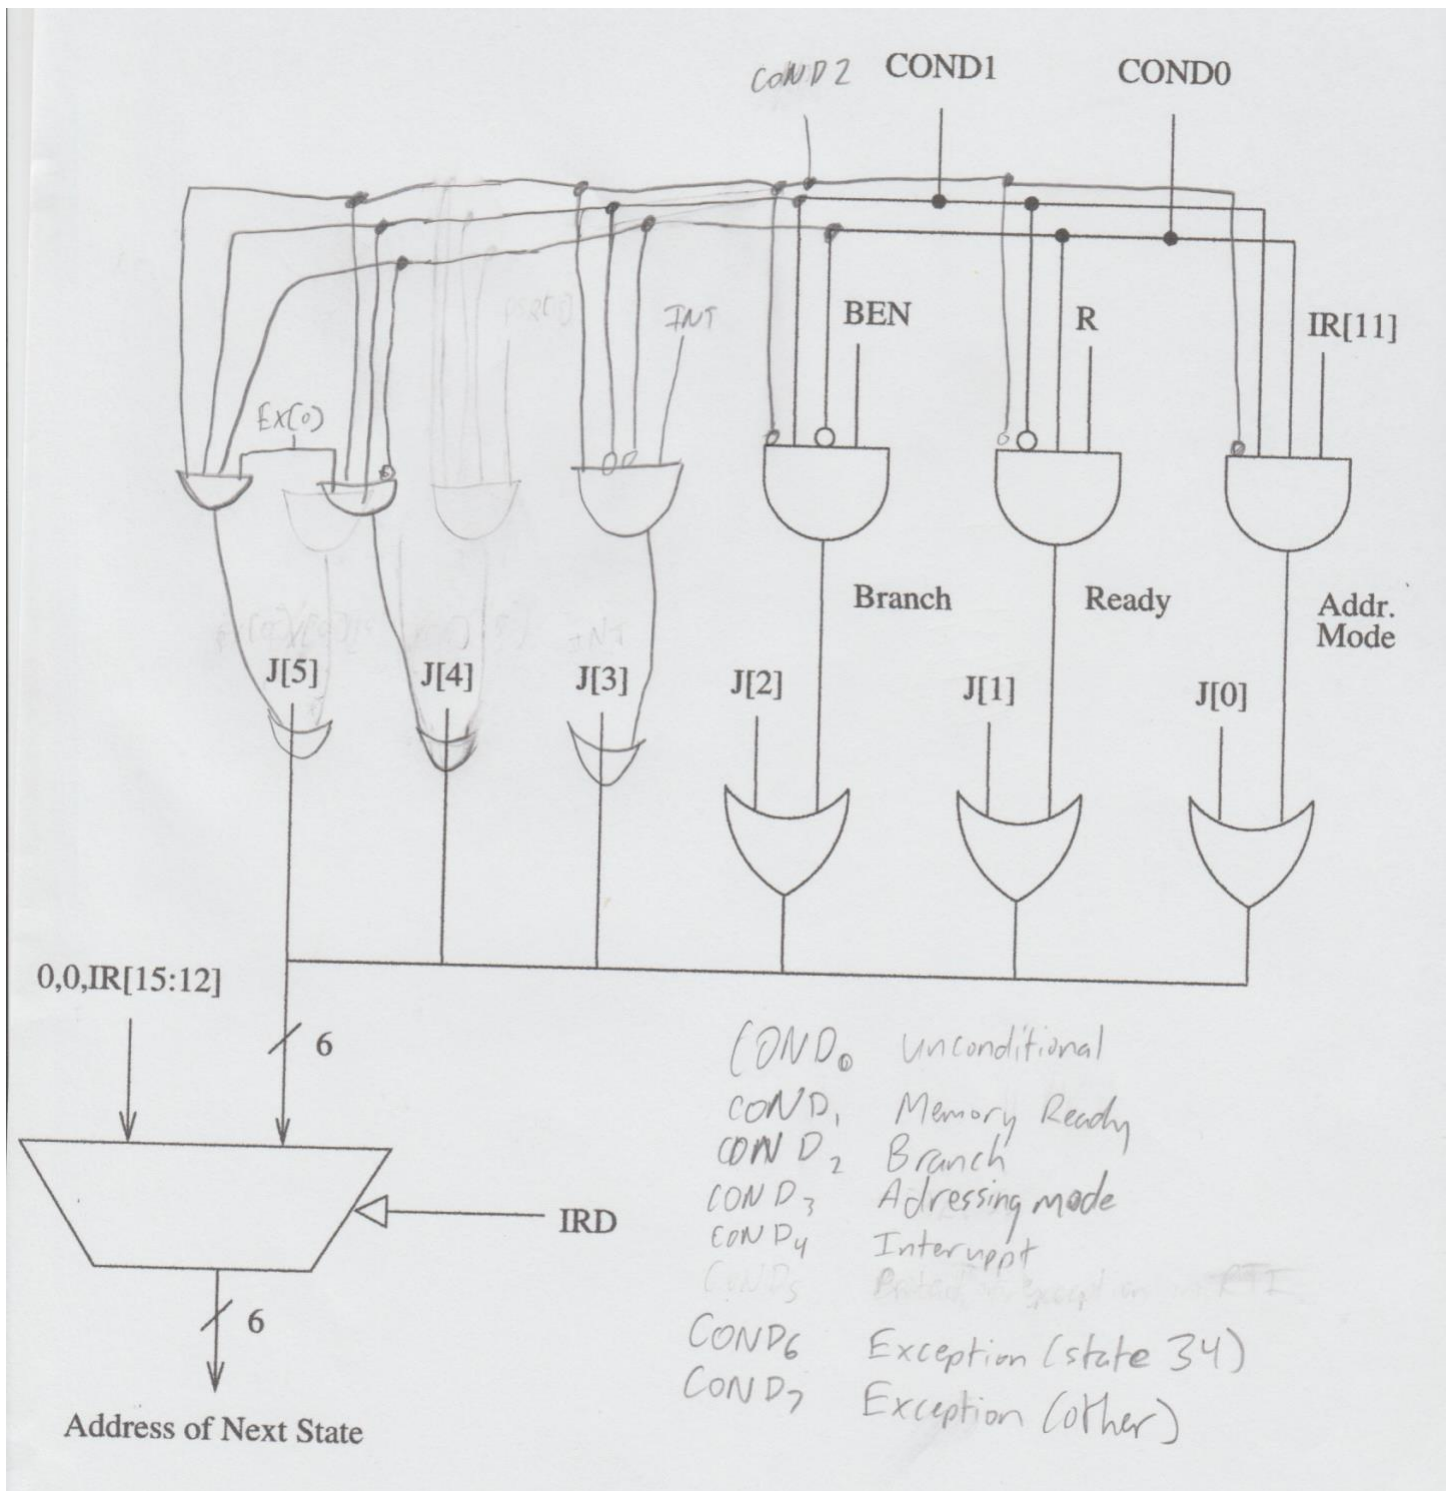 COND2 COND1 COND0
INT BEN R IR[11]
EX[0]
Branch Ready Addr.
Mode
J[5] J[4] J[3] J[2] J[1] J[0]
0,0,IR[15:12]
6
IRD
6
Address of Next State
COND0 Unconditional
COND1 Memory Ready
COND2 Branch
COND3 Adressing mode
COND4 Interuppt
COND5
COND6 Exception (state 34)
COND7 Exception (other)